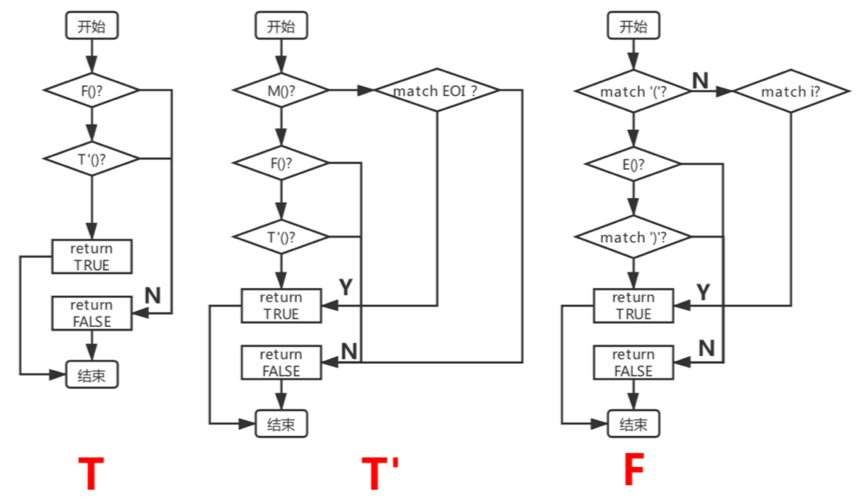 开始
F()?
T'()?
return
TRUE
N
return
FALSE
结束
T
开始
M()?
match EOI ?
F()?
T'()?
return
TRUE
Y
return
FALSE
N
结束
T'
开始
match '('?
N
match i?
E()?
match ')'?
return
TRUE
Y
return
FALSE
N
结束
F